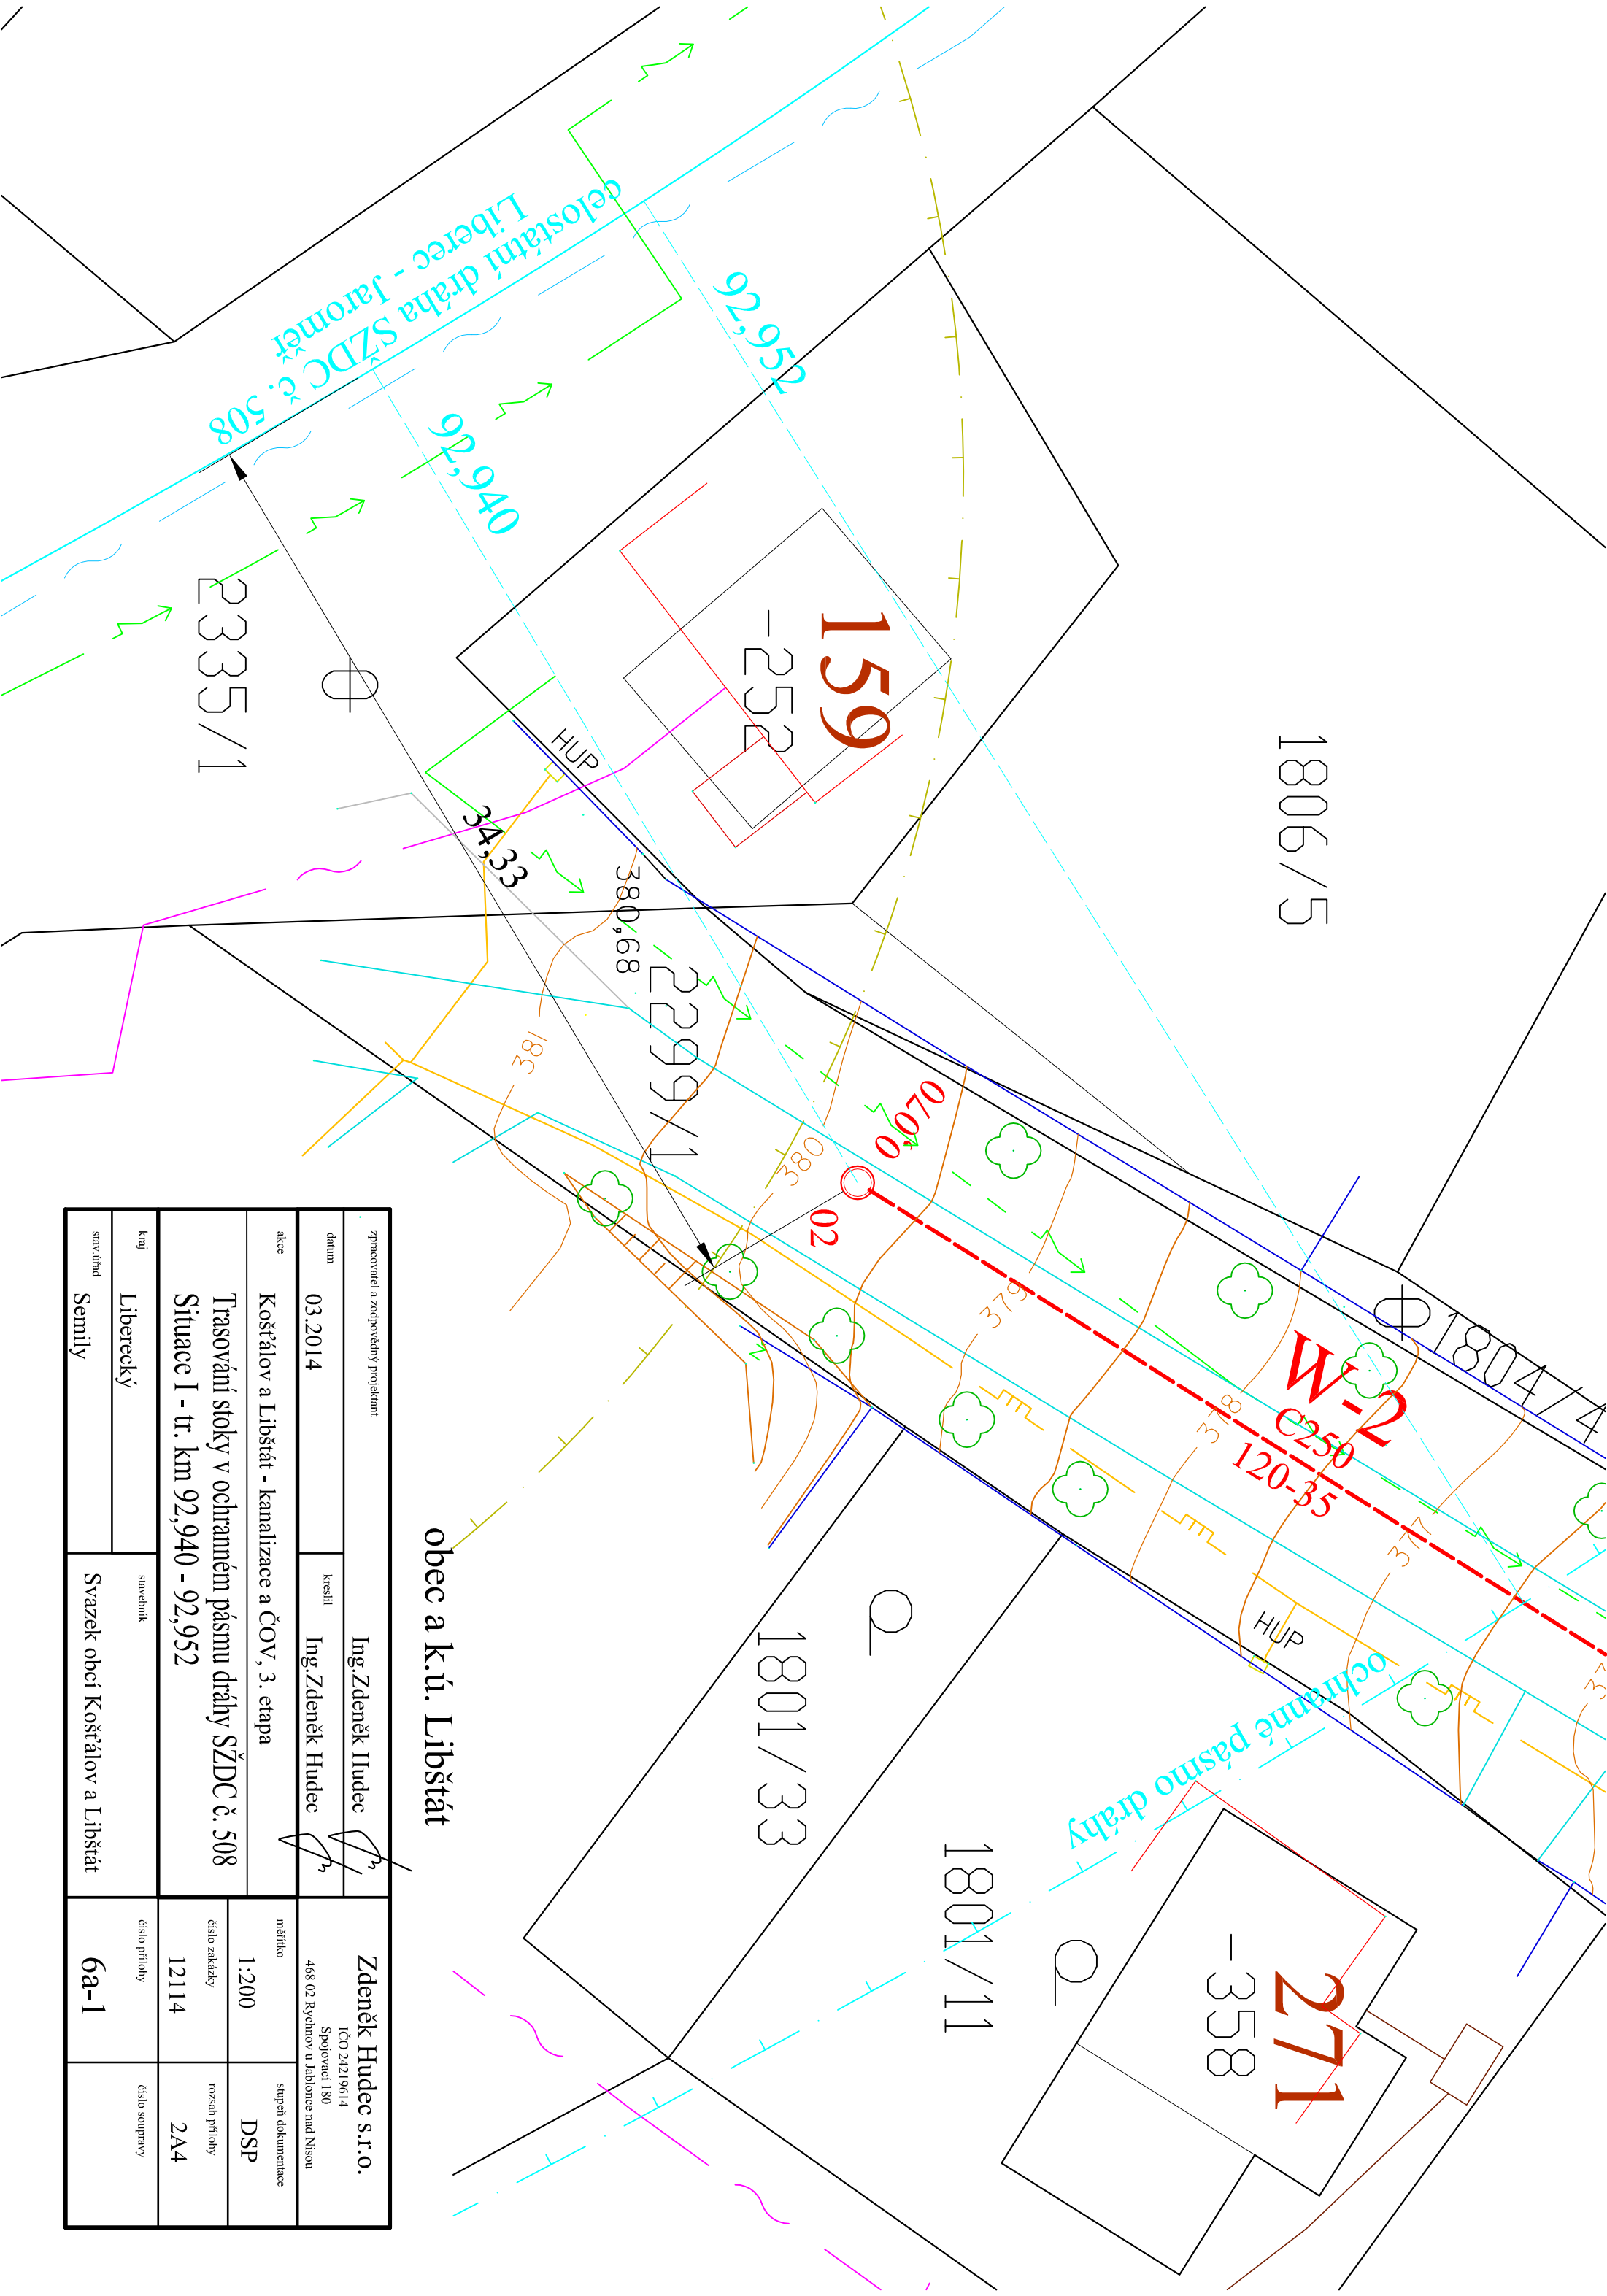 celostátní dráha SŽDC č. 508
Liberec - Jaroměř
92,952
92,940
159
-252
1806/5
2335/1
HUP
34,33
380,68
2299/1
381
380
379
378
377
0,070
02
W-2
C250
120-35
1804/4
HUP
ochranné pásmo dráhy
1801/33
1801/11
271
-358
obec a k.ú. Libštát
zpracovatel a zodpovědný projektant
Ing.Zdeněk Hudec
datum
03.2014
kreslil
Ing.Zdeněk Hudec
Zdeněk Hudec s.r.o.
IČO 24219614
Spojovací 180
468 02 Rychnov u Jablonce nad Nisou
akce
Košťálov a Libštát - kanalizace a ČOV, 3. etapa
Trasování stoky v ochranném pásmu dráhy SŽDC č. 508
Situace I - tr. km 92,940 - 92,952
měřítko
1:200
stupeň dokumentace
DSP
číslo zakázky
12114
rozsah přílohy
2A4
kraj
Liberecký
stav.úřad
Semily
stavebník
Svazek obcí Košťálov a Libštát
číslo přílohy
6a-1
číslo soupravy